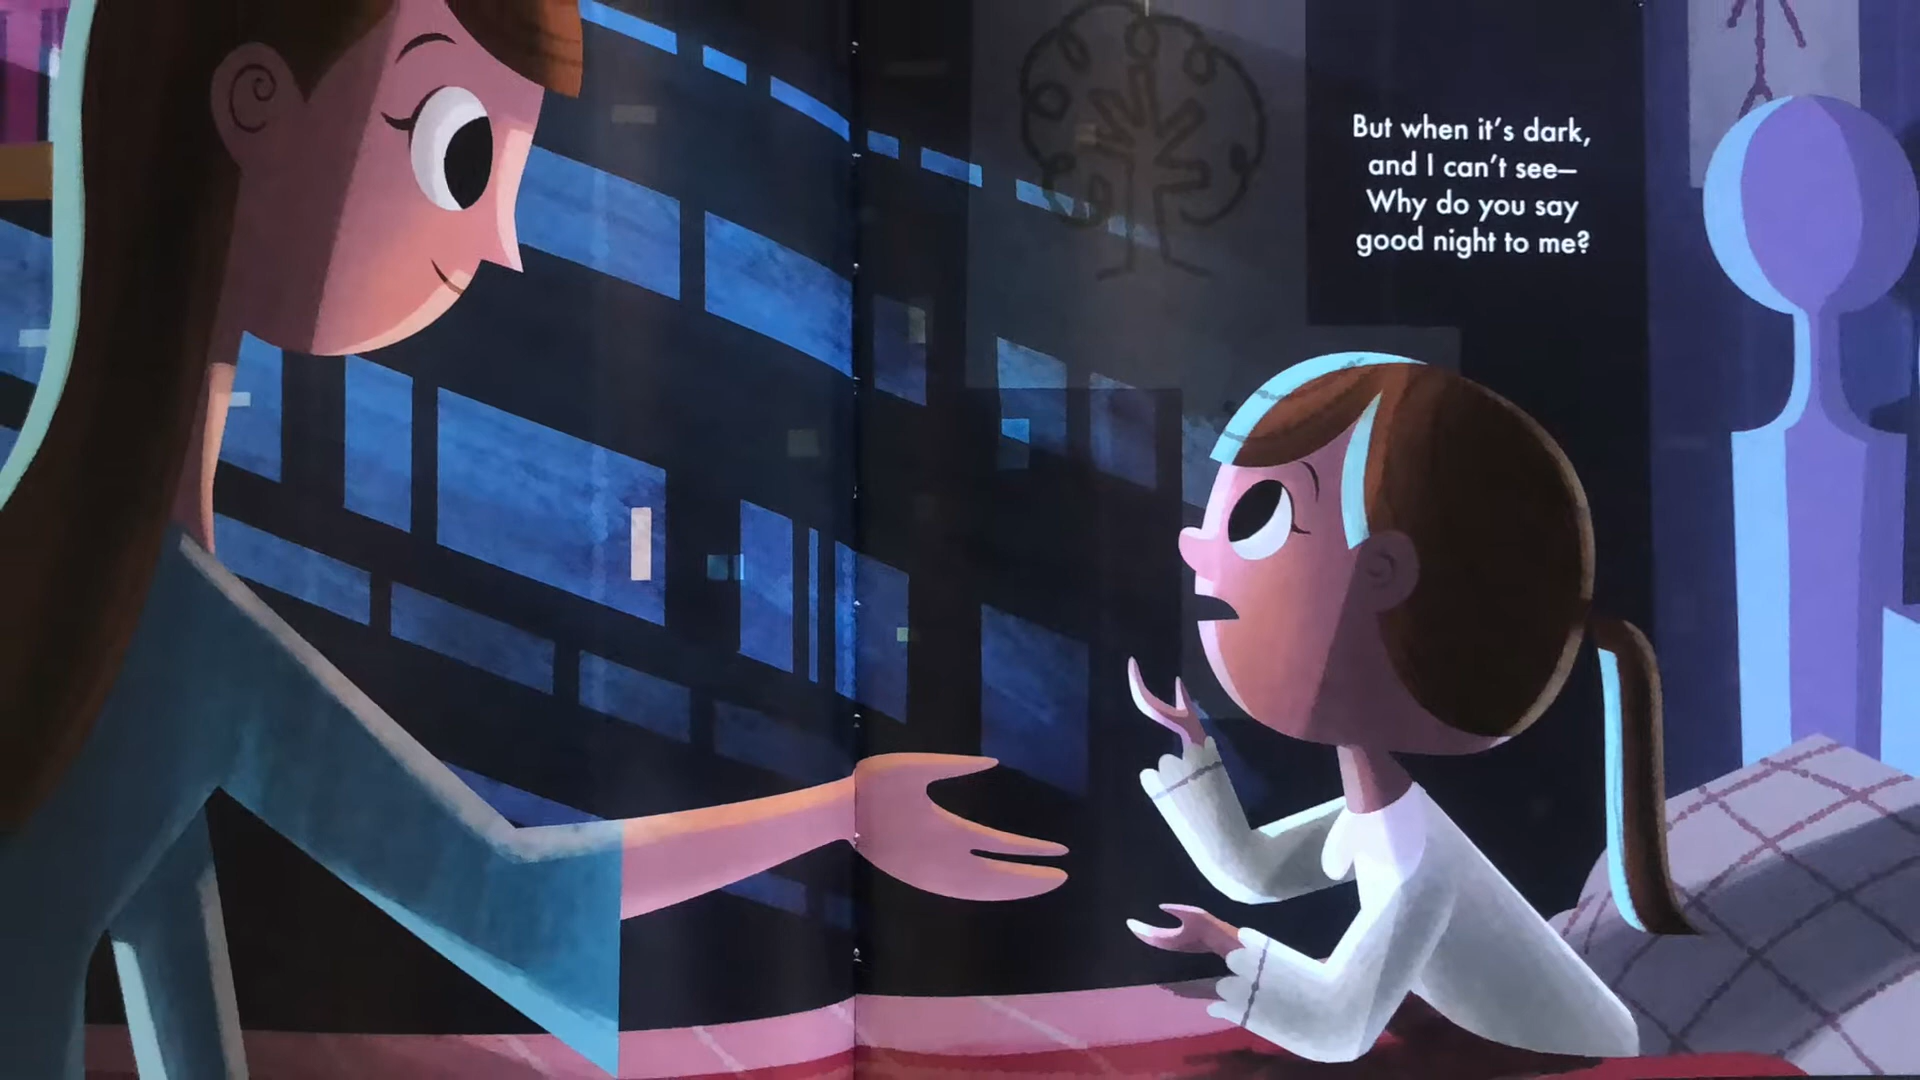 But when it's dark,
and I can't see—
Why do you say
good night to me?